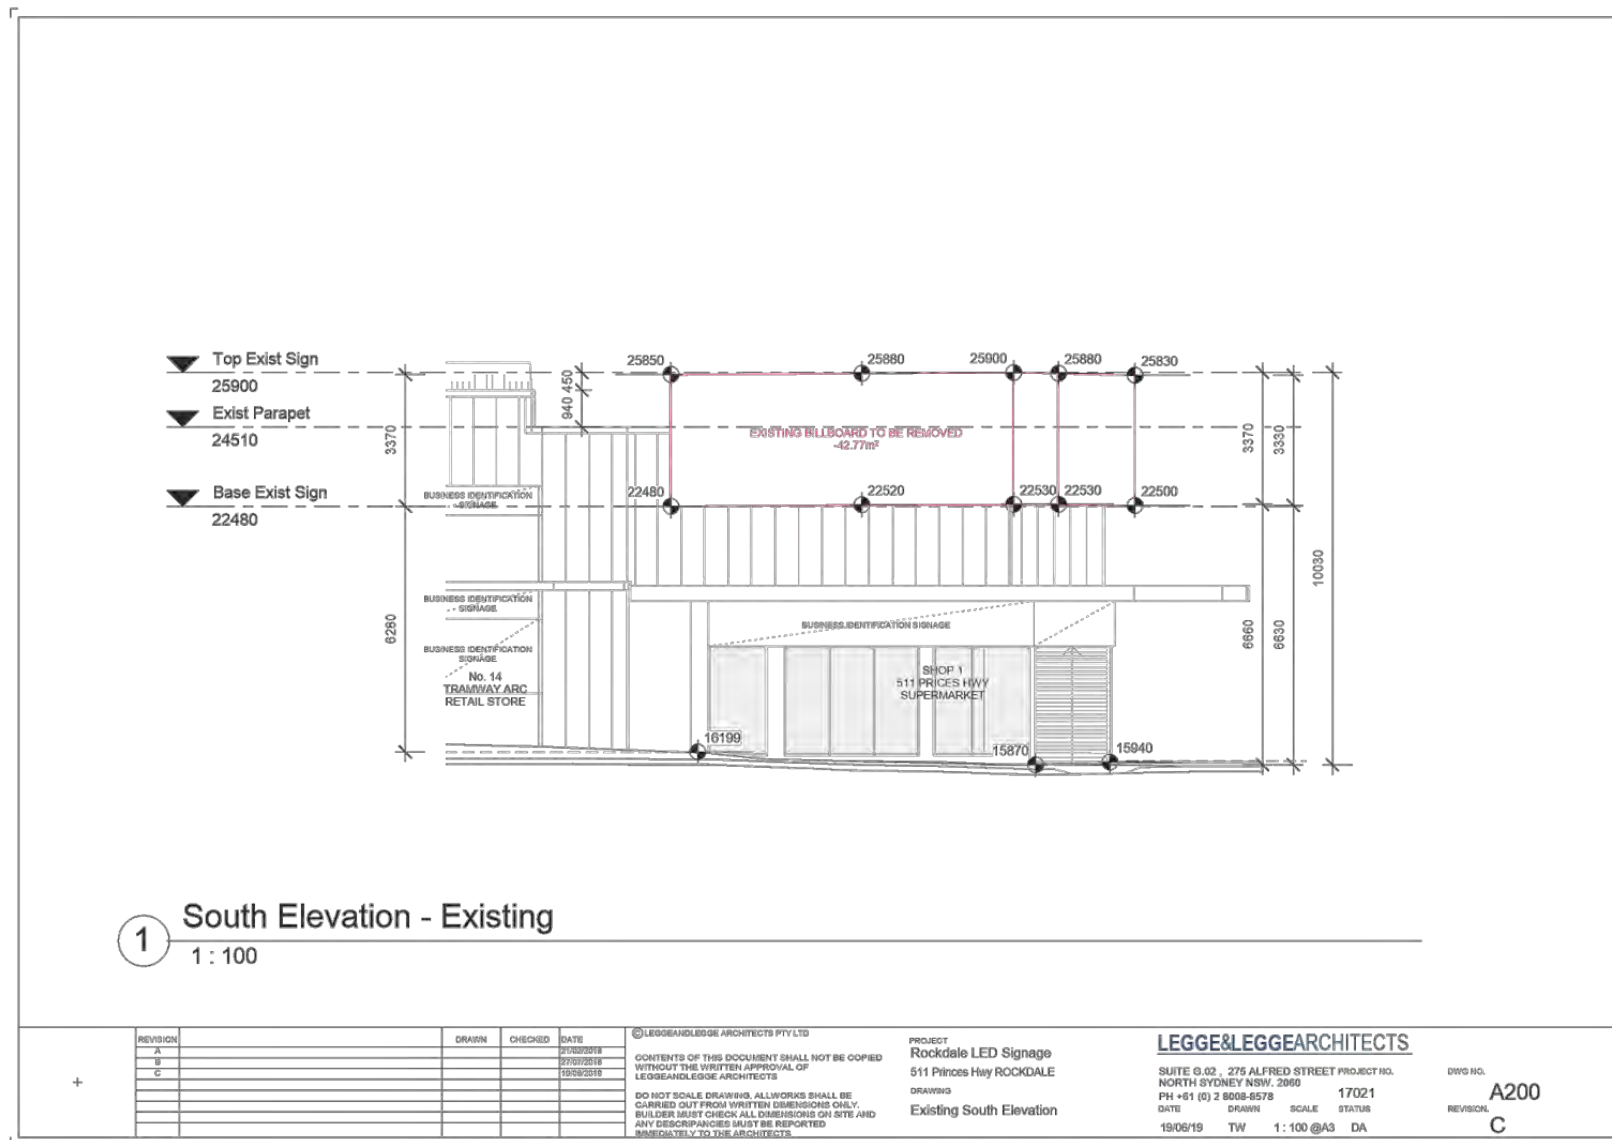 Top Exist Sign
25900
Exist Parapet
24510
Base Exist Sign
22480
3370
6280
940 450
25850
25880
25900
25880
25830
EXISTING BILLBOARD TO BE REMOVED
-42.77m²
22480
22520
22530
22530
22500
3370
3330
10030
6660
6630
BUSINESS IDENTIFICATION
SIGNAGE
BUSINESS IDENTIFICATION
SIGNAGE
BUSINESS IDENTIFICATION
SIGNAGE
No. 14
TRAMWAY ARC
RETAIL STORE
BUSINESS IDENTIFICATION SIGNAGE
SHOP 1
511 PRICES HWY
SUPERMARKET
16199
15870
15940
1
South Elevation - Existing
1 : 100
REVISION
DRAWN
CHECKED
DATE
A
B
C
© LEGGEANDLEGGE ARCHITECTS PTY LTD
CONTENTS OF THIS DOCUMENT SHALL NOT BE COPIED
WITHOUT THE WRITTEN APPROVAL OF
LEGGEANDLEGGE ARCHITECTS
DO NOT SCALE DRAWING, ALLWORKS SHALL BE
CARRIED OUT FROM WRITTEN DIMENSIONS ONLY.
BUILDER MUST CHECK ALL DIMENSIONS ON SITE AND
ANY DESCRIPANCIES MUST BE REPORTED
IMMEDIATELY TO THE ARCHITECTS
PROJECT
Rockdale LED Signage
511 Princes Hwy ROCKDALE
DRAWING
Existing South Elevation
LEGGE&LEGGEARCHITECTS
SUITE G.02 , 275 ALFRED STREET
NORTH SYDNEY NSW. 2060
PH +61 (0) 2 8008-8578
PROJECT NO.
17021
DATE
DRAWN
SCALE
STATUS
19/06/19
TW
1 : 100 @A3
DA
DWG NO.
A200
REVISION.
C